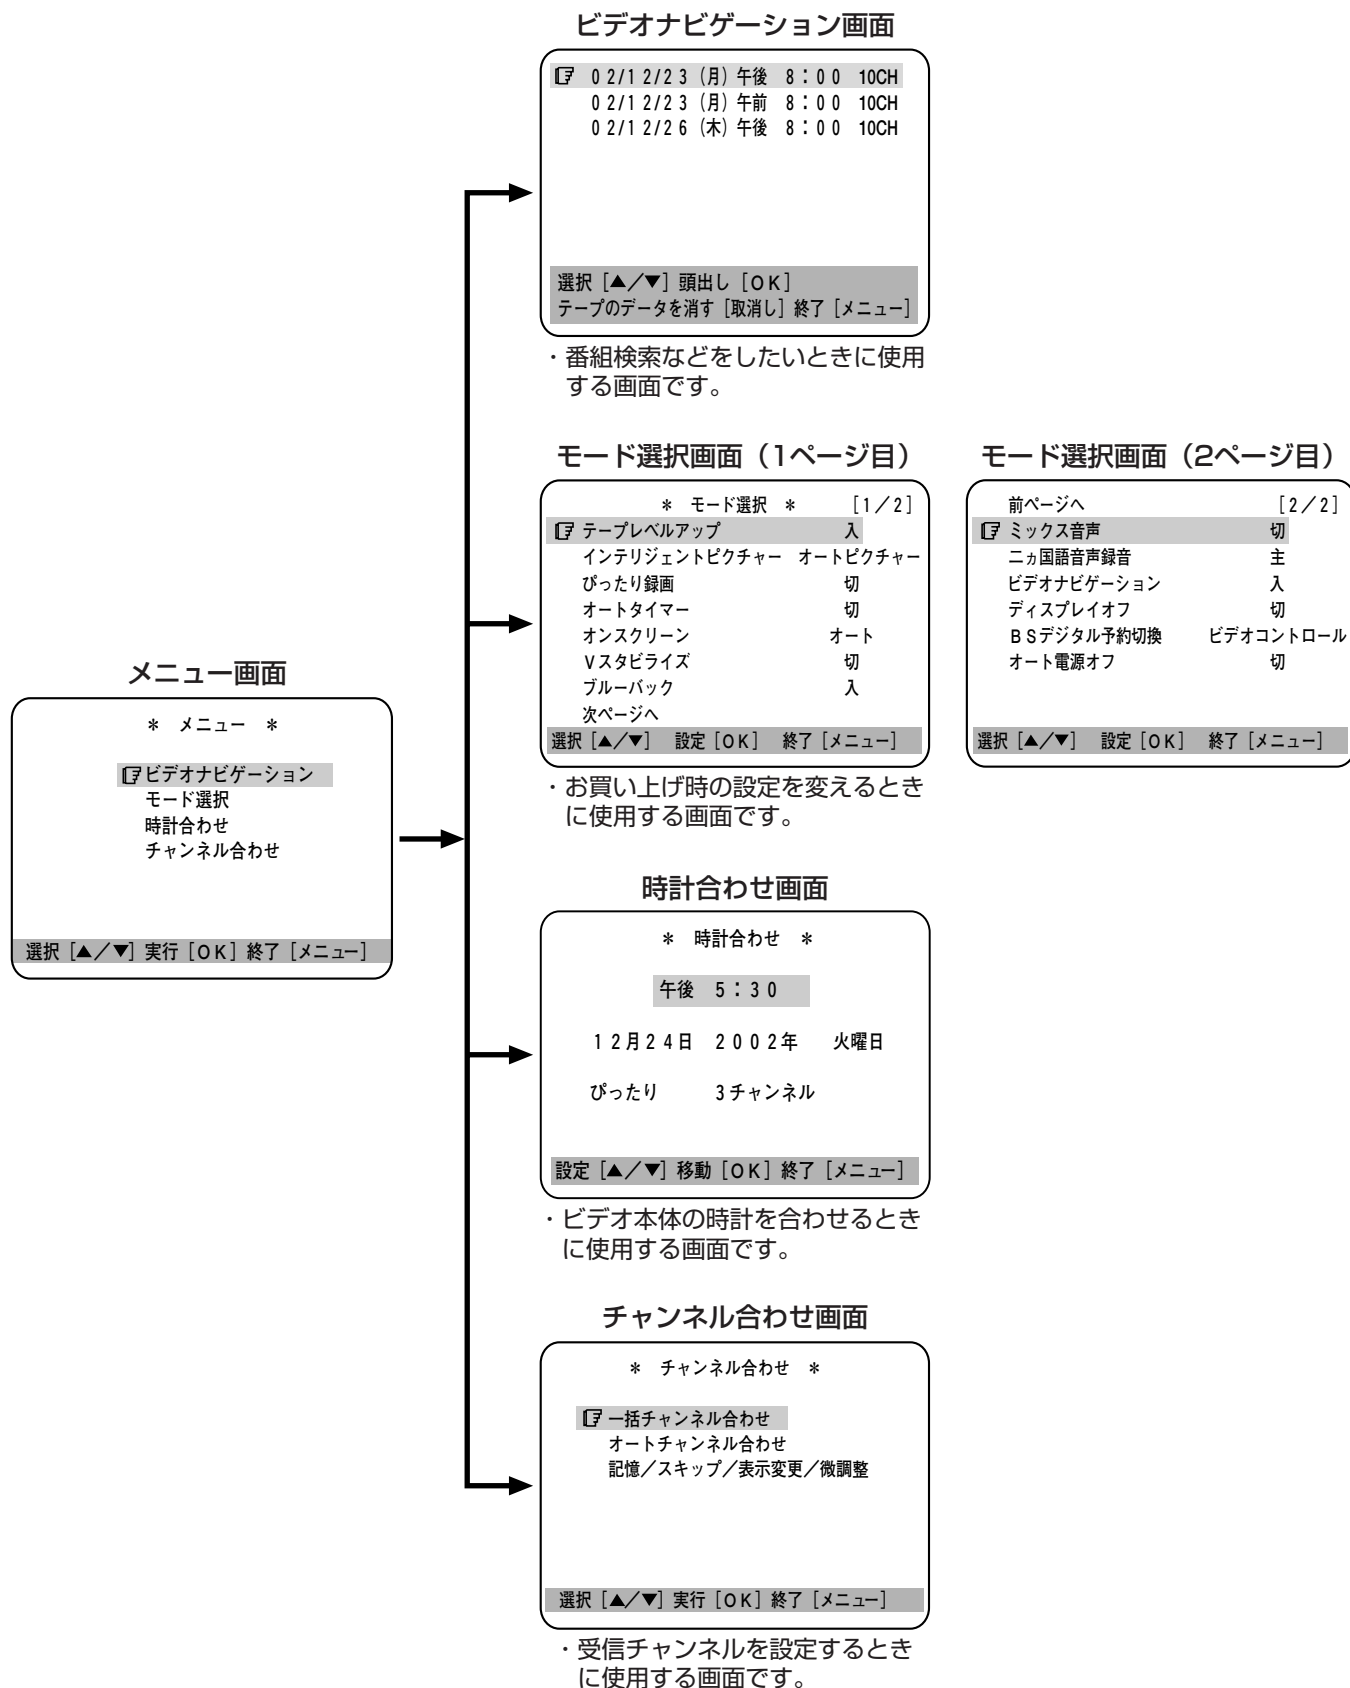 ビデオナビゲーション画面
０２/１２/２３（月）午後　８：００　10CH
０２/１２/２３（月）午前　８：００　10CH
０２/１２/２６（木）午後　８：００　10CH
選択［▲／▼］頭出し［ＯＫ］
テープのデータを消す［取消し］終了［メニュー］
・番組検索などをしたいときに使用
する画面です。
モード選択画面（1ページ目）
＊　モード選択　＊　［１／２］
テープレベルアップ　入
インテリジェントピクチャー　オートピクチャー
ぴったり録画　切
オートタイマー　切
オンスクリーン　オート
Ｖスタビライズ　切
ブルーバック　入
次ページへ
選択［▲／▼］　設定［ＯＫ］　終了［メニュー］
・お買い上げ時の設定を変えるとき
に使用する画面です。
モード選択画面（2ページ目）
前ページへ　［２／２］
ミックス音声　切
二ヵ国語音声録音　主
ビデオナビゲーション　入
ディスプレイオフ　切
ＢＳデジタル予約切換　ビデオコントロール
オート電源オフ　切
選択［▲／▼］　設定［ＯＫ］　終了［メニュー］
メニュー画面
＊　メニュー　＊
ビデオナビゲーション
モード選択
時計合わせ
チャンネル合わせ
選択［▲／▼］実行［ＯＫ］終了［メニュー］
時計合わせ画面
＊　時計合わせ　＊
午後　５：３０
１２月２４日　２００２年　火曜日
ぴったり　３チャンネル
設定［▲／▼］移動［ＯＫ］終了［メニュー］
・ビデオ本体の時計を合わせるとき
に使用する画面です。
チャンネル合わせ画面
＊　チャンネル合わせ　＊
一括チャンネル合わせ
オートチャンネル合わせ
記憶／スキップ／表示変更／微調整
選択［▲／▼］実行［ＯＫ］終了［メニュー］
・受信チャンネルを設定するとき
に使用する画面です。